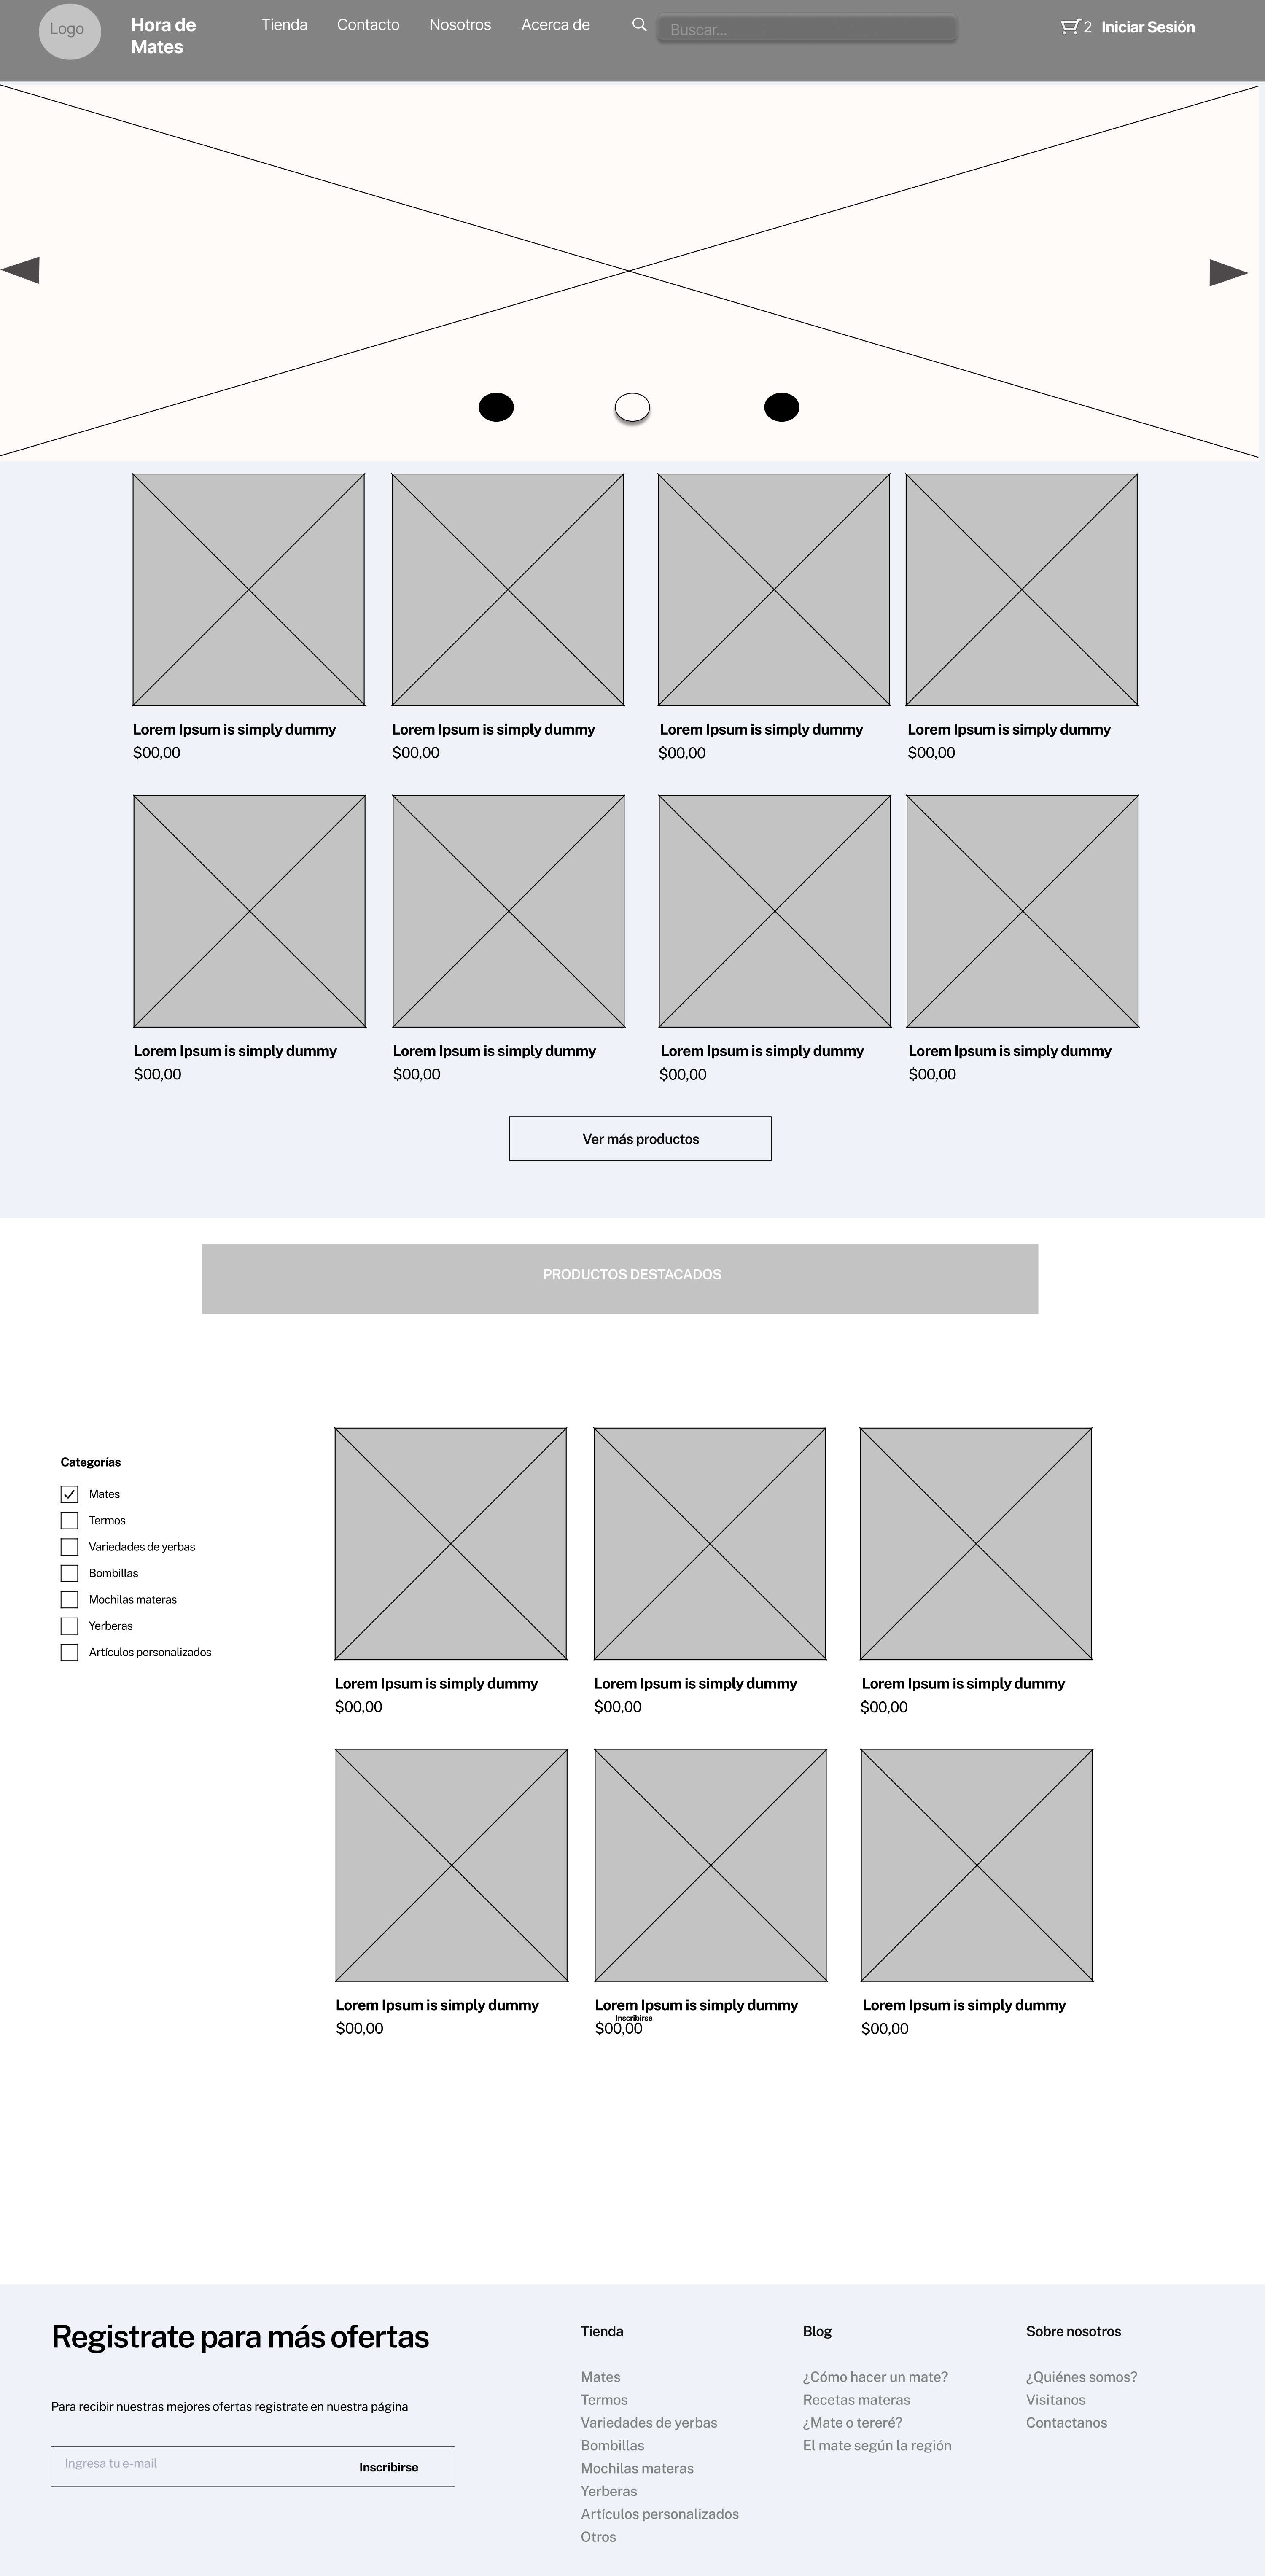 Logo
Hora de
Mates
Tienda
Contacto
Nosotros
Acerca de
Buscar...
2
Iniciar Sesión
Lorem Ipsum is simply dummy
$00,00
Lorem Ipsum is simply dummy
$00,00
Lorem Ipsum is simply dummy
$00,00
Lorem Ipsum is simply dummy
$00,00
Lorem Ipsum is simply dummy
$00,00
Lorem Ipsum is simply dummy
$00,00
Lorem Ipsum is simply dummy
$00,00
Lorem Ipsum is simply dummy
$00,00
Ver más productos
PRODUCTOS DESTACADOS
Categorías
Mates
Termos
Variedades de yerbas
Bombillas
Mochilas materas
Yerberas
Artículos personalizados
Lorem Ipsum is simply dummy
$00,00
Lorem Ipsum is simply dummy
$00,00
Lorem Ipsum is simply dummy
$00,00
Lorem Ipsum is simply dummy
$00,00
Lorem Ipsum is simply dummy
Inscribirse
$00,00
Lorem Ipsum is simply dummy
$00,00
Registrate para más ofertas
Para recibir nuestras mejores ofertas registrate en nuestra página
Ingresa tu e-mail
Inscribirse
Tienda
Mates
Termos
Variedades de yerbas
Bombillas
Mochilas materas
Yerberas
Artículos personalizados
Otros
Blog
¿Cómo hacer un mate?
Recetas materas
¿Mate o tereré?
El mate según la región
Sobre nosotros
¿Quiénes somos?
Visitanos
Contactanos